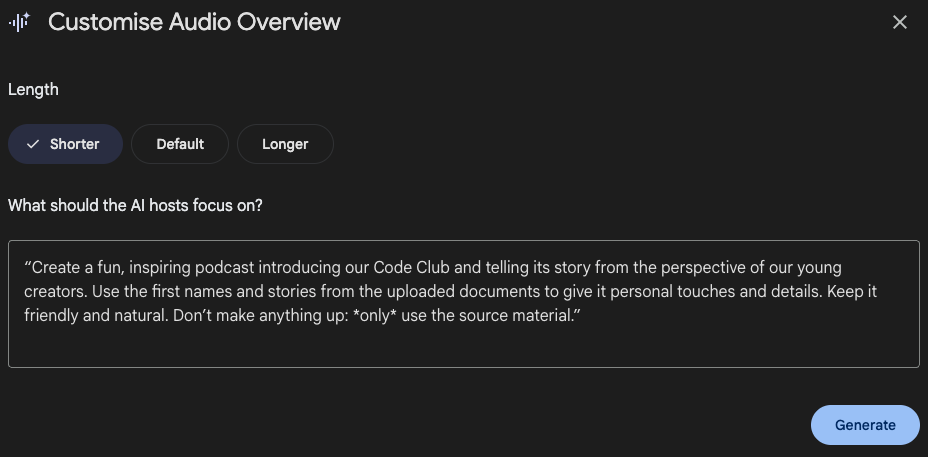 Customise Audio Overview
Length
Shorter
Default
Longer
What should the AI hosts focus on?
“Create a fun, inspiring podcast introducing our Code Club and telling its story from the perspective of our young
creators. Use the first names and stories from the uploaded documents to give it personal touches and details. Keep it
friendly and natural. Don’t make anything up: *only* use the source material.”
Generate